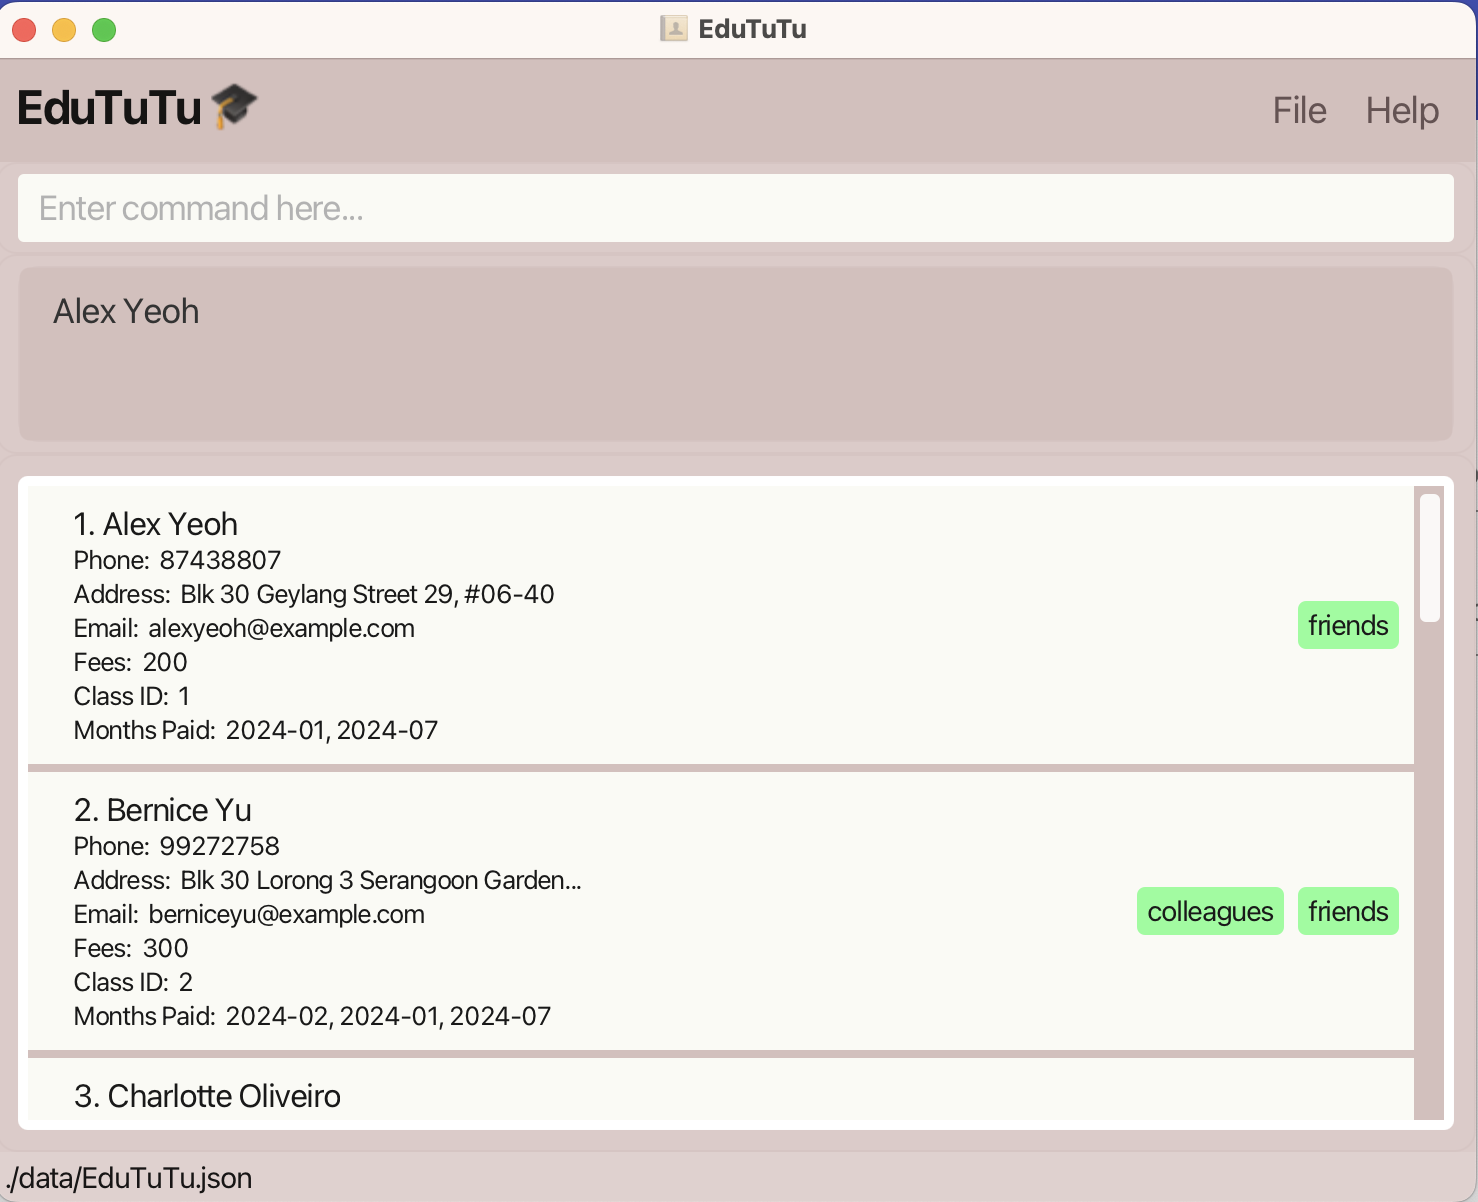 EduTuTu
EduTuTu
File Help
Enter command here...
Alex Yeoh
1. Alex Yeoh
Phone: 87438807
Address: Blk 30 Geylang Street 29, #06-40
Email: alexyeoh@example.com
Fees: 200
Class ID: 1
Months Paid: 2024-01, 2024-07
friends
2. Bernice Yu
Phone: 99272758
Address: Blk 30 Lorong 3 Serangoon Garden...
Email: berniceyu@example.com
Fees: 300
Class ID: 2
Months Paid: 2024-02, 2024-01, 2024-07
colleagues friends
3. Charlotte Oliveiro
./data/EduTuTu.json